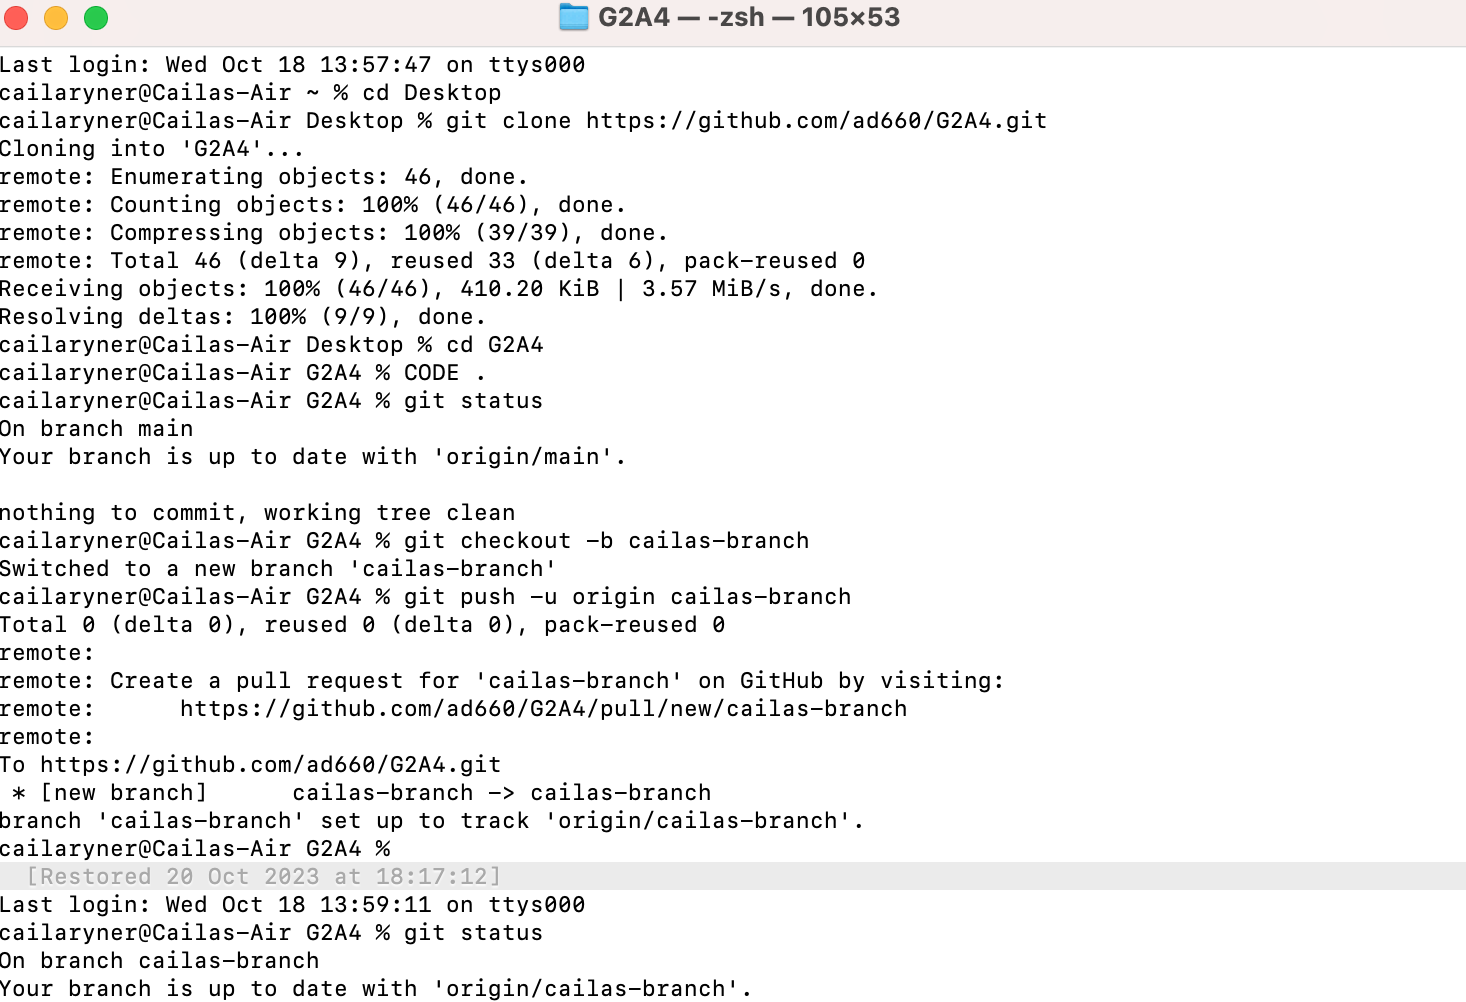 G2A4 — -zsh — 105×53
Last login: Wed Oct 18 13:57:47 on ttys000
cailaryner@Cailas-Air ~ % cd Desktop
cailaryner@Cailas-Air Desktop % git clone https://github.com/ad660/G2A4.git
Cloning into 'G2A4'...
remote: Enumerating objects: 46, done.
remote: Counting objects: 100% (46/46), done.
remote: Compressing objects: 100% (39/39), done.
remote: Total 46 (delta 9), reused 33 (delta 6), pack-reused 0
Receiving objects: 100% (46/46), 410.20 KiB | 3.57 MiB/s, done.
Resolving deltas: 100% (9/9), done.
cailaryner@Cailas-Air Desktop % cd G2A4
cailaryner@Cailas-Air G2A4 % CODE .
cailaryner@Cailas-Air G2A4 % git status
On branch main
Your branch is up to date with 'origin/main'.
nothing to commit, working tree clean
cailaryner@Cailas-Air G2A4 % git checkout -b cailas-branch
Switched to a new branch 'cailas-branch'
cailaryner@Cailas-Air G2A4 % git push -u origin cailas-branch
Total 0 (delta 0), reused 0 (delta 0), pack-reused 0
remote:
remote: Create a pull request for 'cailas-branch' on GitHub by visiting:
remote:      https://github.com/ad660/G2A4/pull/new/cailas-branch
remote:
To https://github.com/ad660/G2A4.git
 * [new branch]      cailas-branch -> cailas-branch
branch 'cailas-branch' set up to track 'origin/cailas-branch'.
cailaryner@Cailas-Air G2A4 %
  [Restored 20 Oct 2023 at 18:17:12]
Last login: Wed Oct 18 13:59:11 on ttys000
cailaryner@Cailas-Air G2A4 % git status
On branch cailas-branch
Your branch is up to date with 'origin/cailas-branch'.